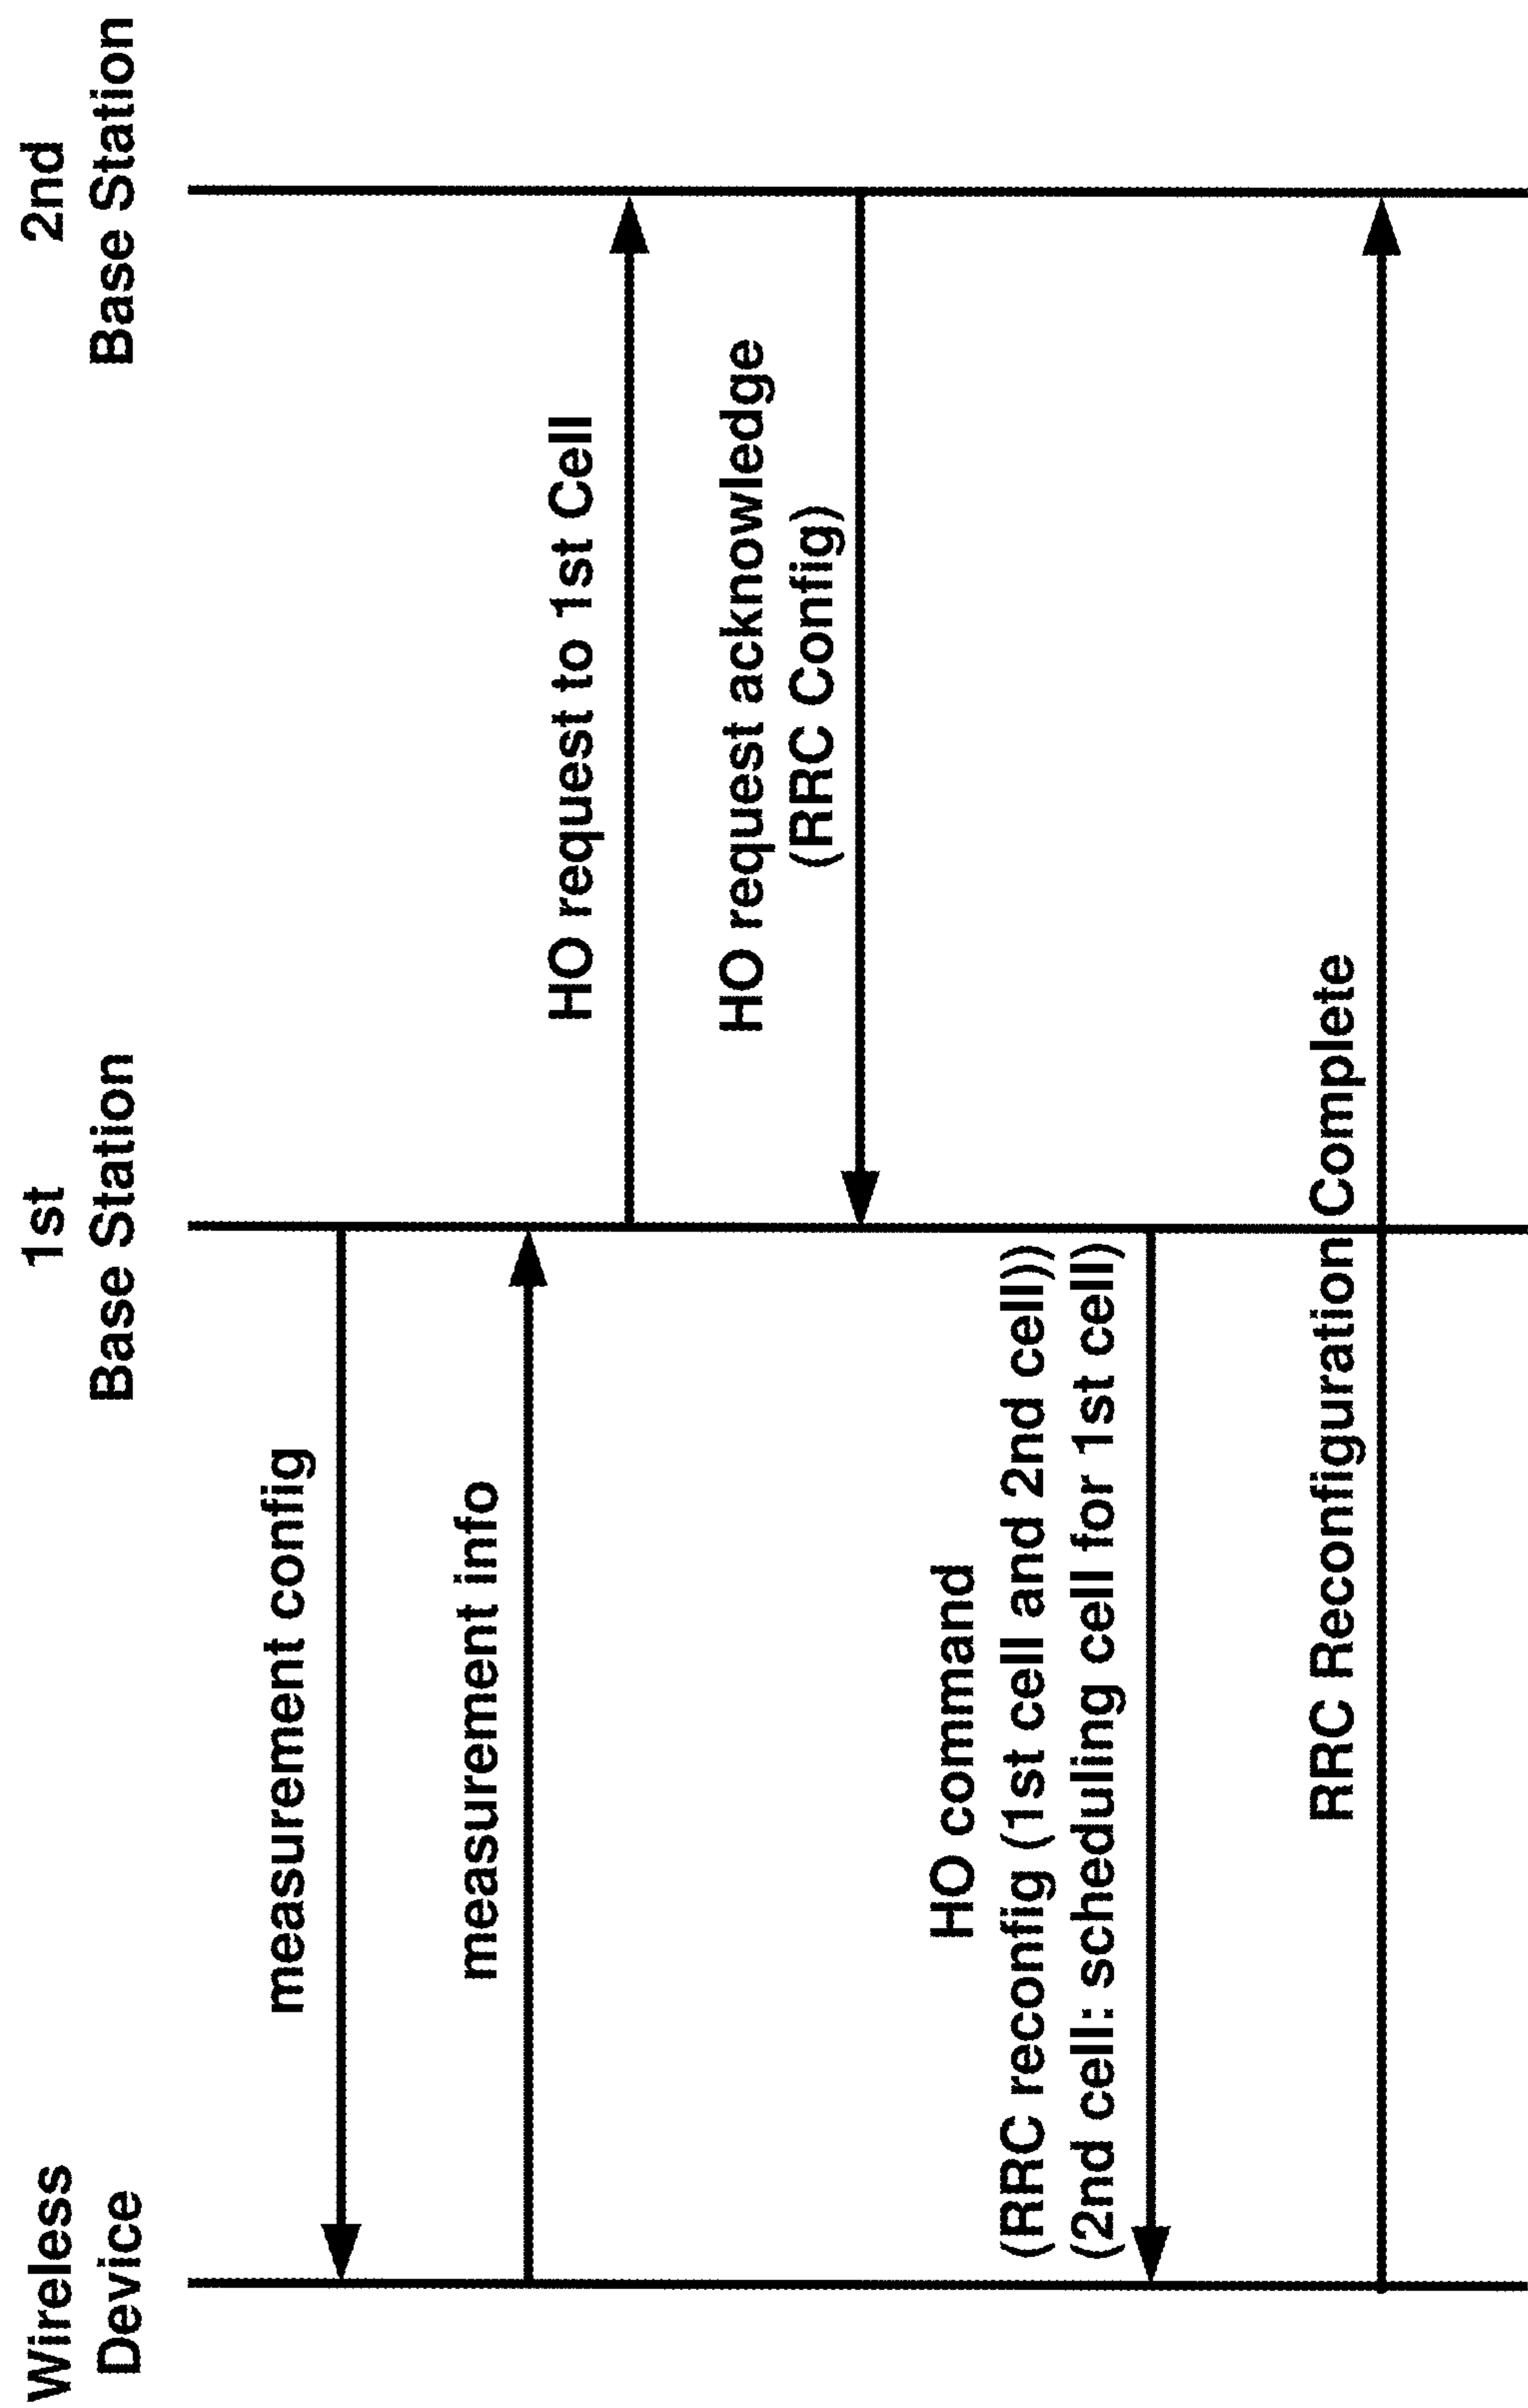 Wireless
Device
1st
Base Station
2nd
Base Station
measurement config
measurement info
HO request to 1st Cell
HO request acknowledge
(RRC Config)
HO command
(RRC reconfig (1st cell and 2nd cell))
(2nd cell: scheduling cell for 1st cell)
RRC Reconfiguration Complete